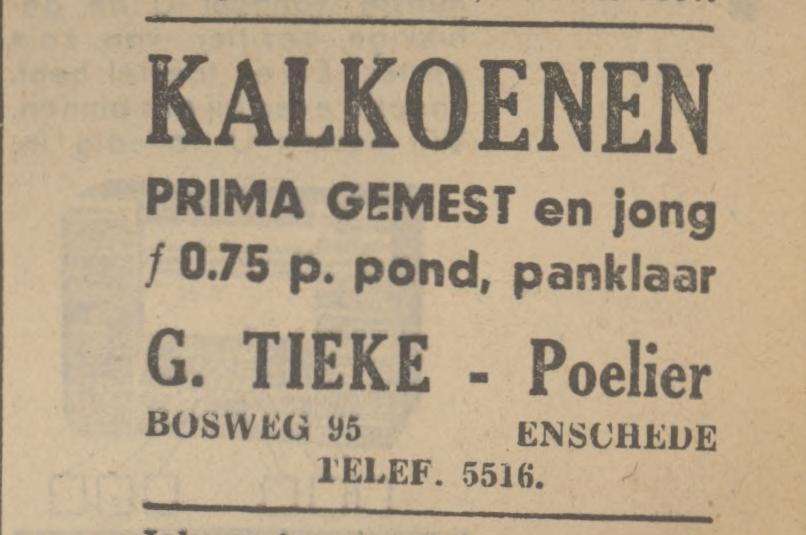 KALKOENEN
PRIMA GEMEST en jong
f 0.75 p. pond, panklaar
G. TIEKE - Poelier
BOSWEG 95 ENSCHEDE
TELEF. 5516.